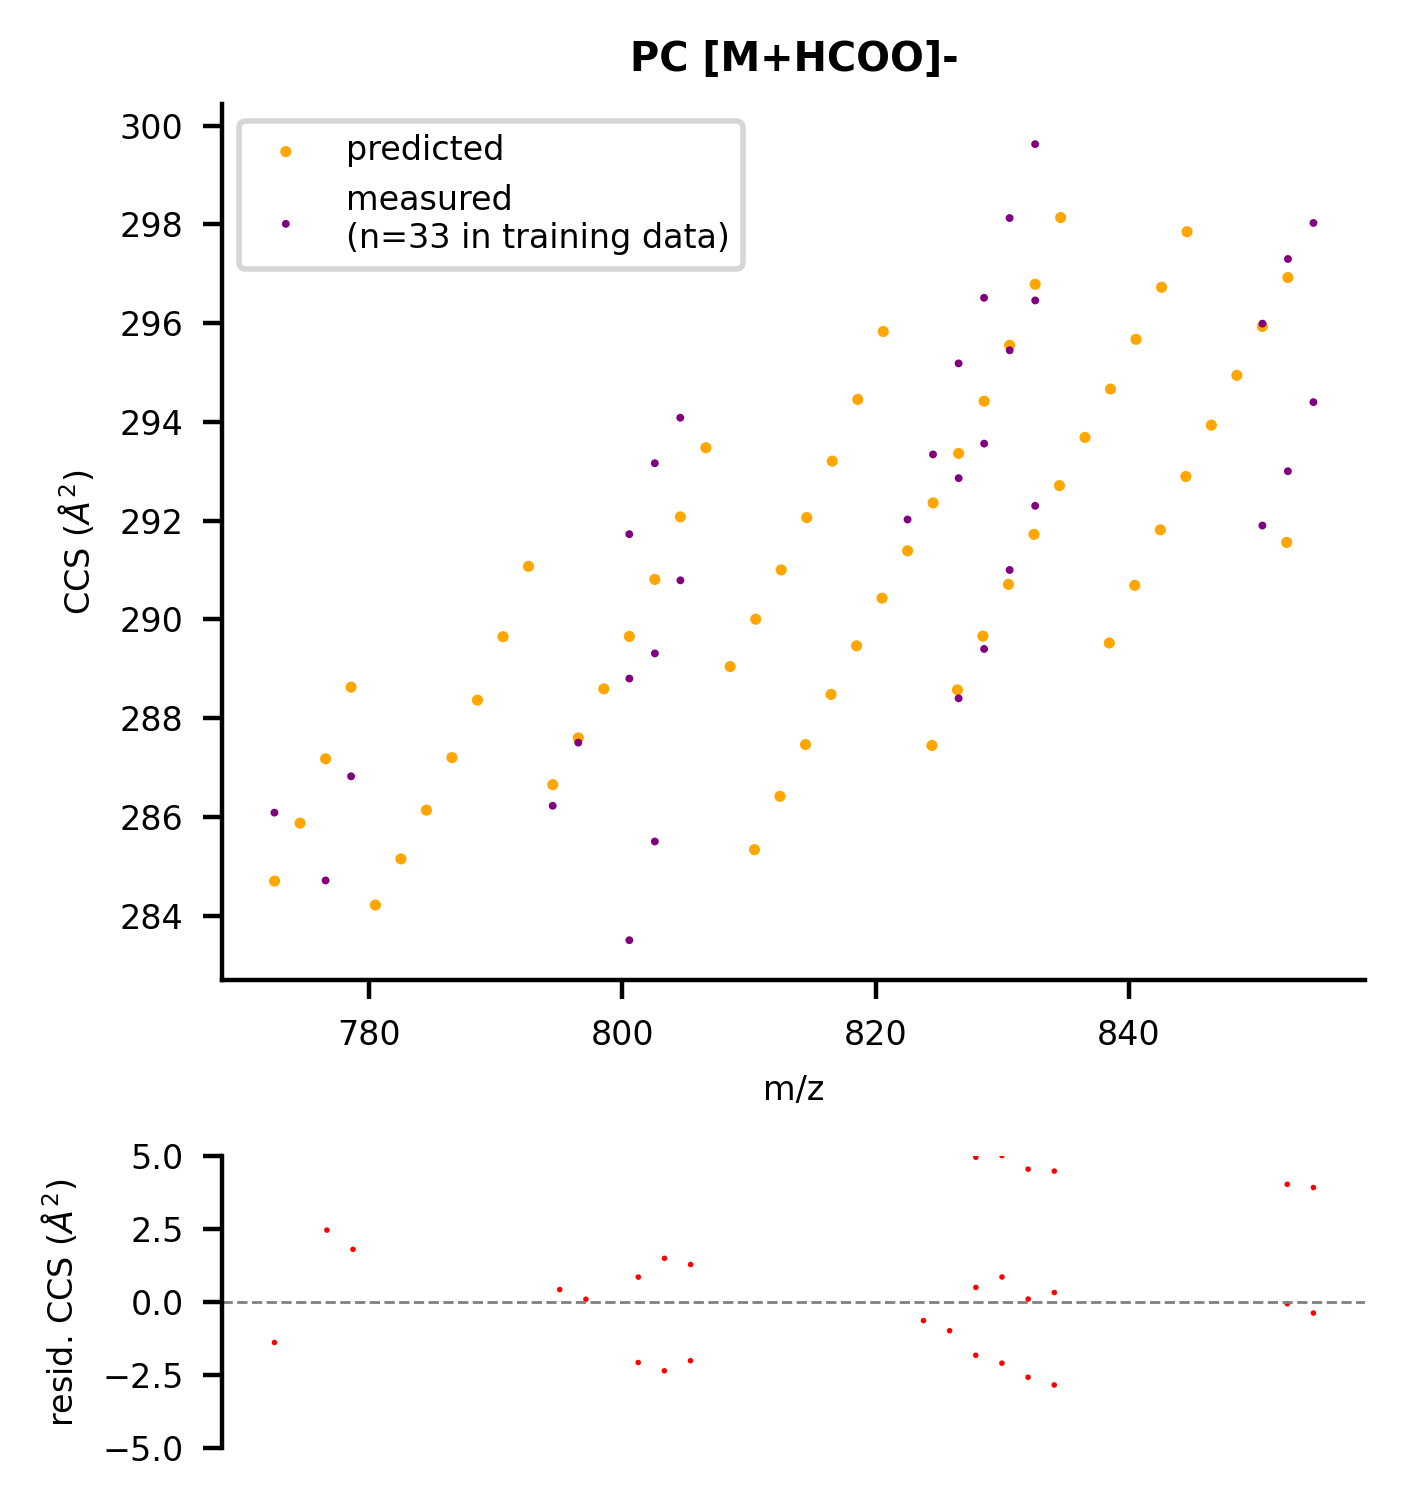 PC [M+HCOO]-
300
298
296
294
292
290
288
286
284
CCS (Å²)
predicted
measured
(n=33 in training data)
780 800 820 840
m/z
5.0
2.5
0.0
−2.5
−5.0
resid. CCS (Å²)